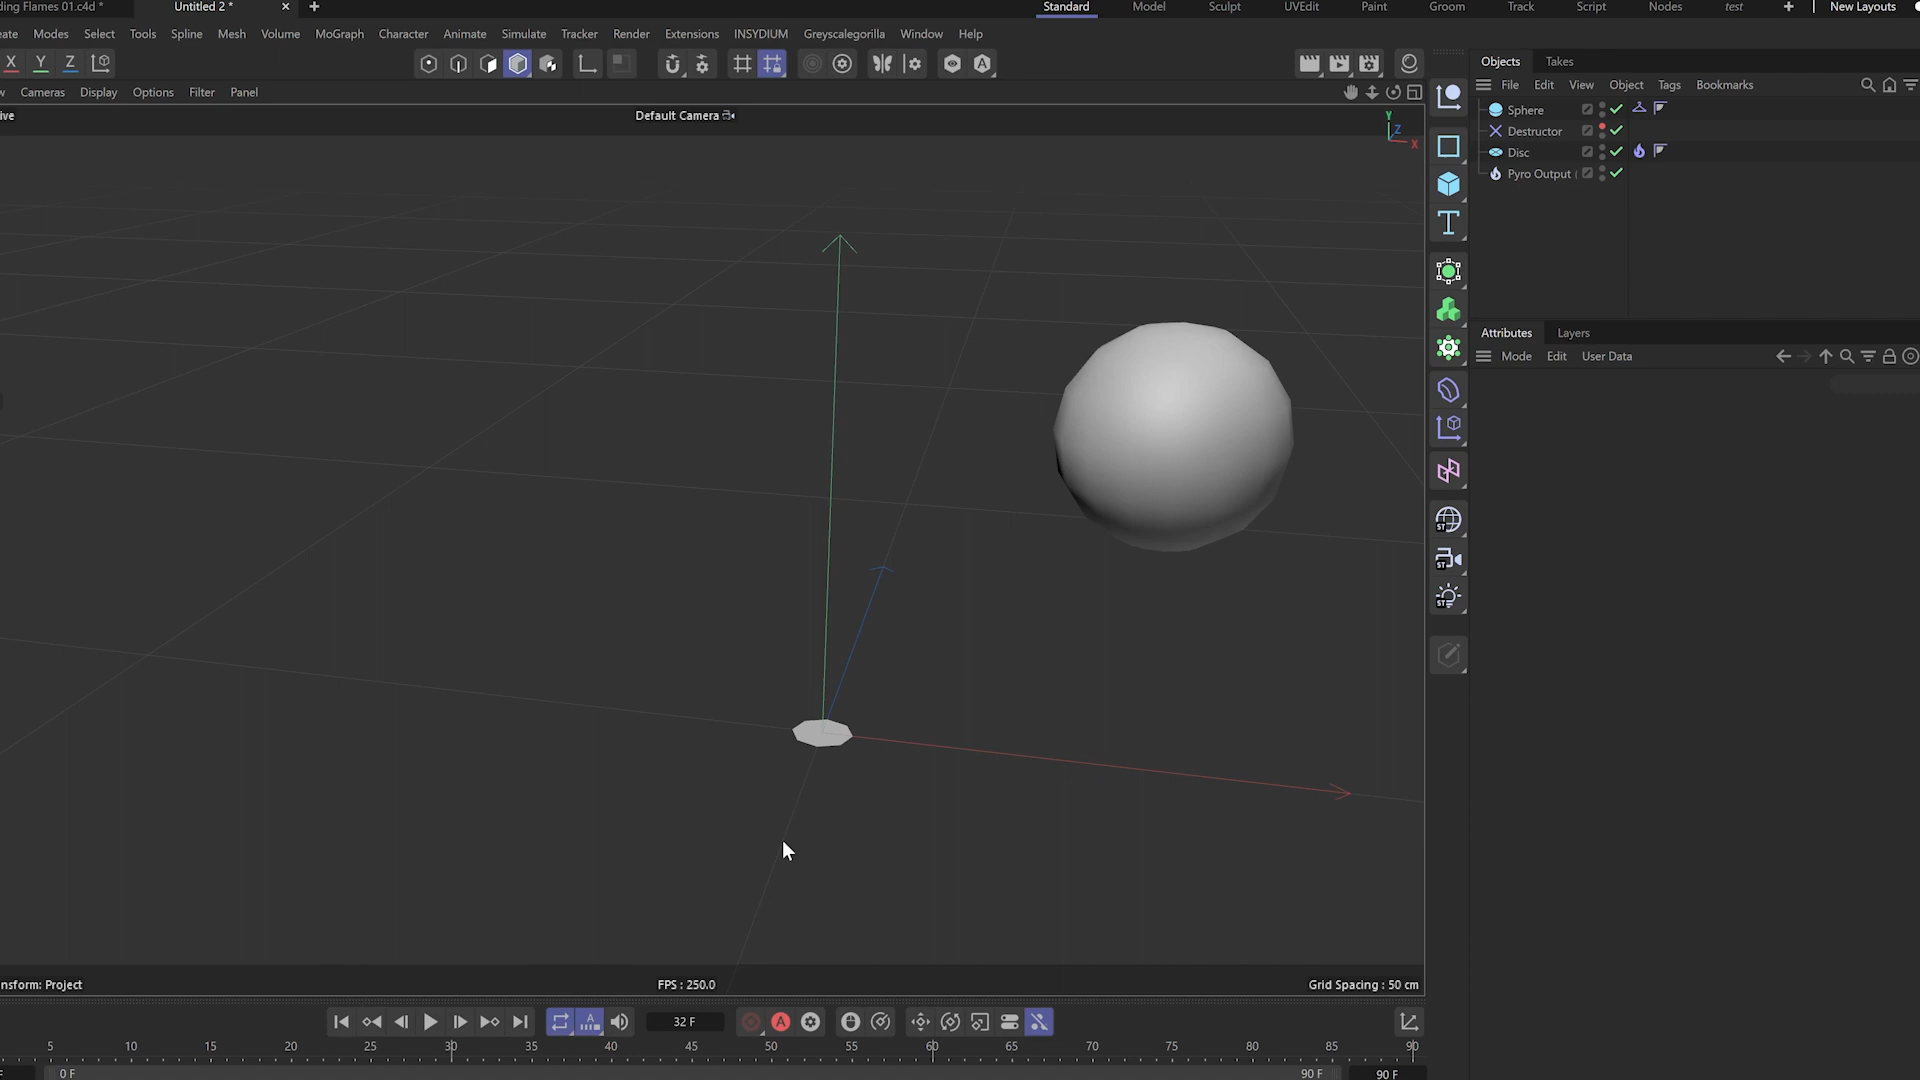 ding Flames 01.c4d *
Untitled 2 *
Standard
Model
Sculpt
UVEdit
Paint
Groom
Track
Script
Nodes
test
New Layouts
eate
Modes
Select
Tools
Spline
Mesh
Volume
MoGraph
Character
Animate
Simulate
Tracker
Render
Extensions
INSYDIUM
Greyscalegorilla
Window
Help
X
Y
Z
Objects
Takes
File
Edit
View
Object
Tags
Bookmarks
w
Cameras
Display
Options
Filter
Panel
ive
Default Camera
Y
Z
X
Sphere
Destructor
Disc
Pyro Output (
Attributes
Layers
Mode
Edit
User Data
ST
ST
ST
nsform: Project
FPS : 250.0
Grid Spacing : 50 cm
32 F
5
10
15
20
25
30
35
40
45
50
55
60
65
70
75
80
85
90
F
0 F
90 F
90 F